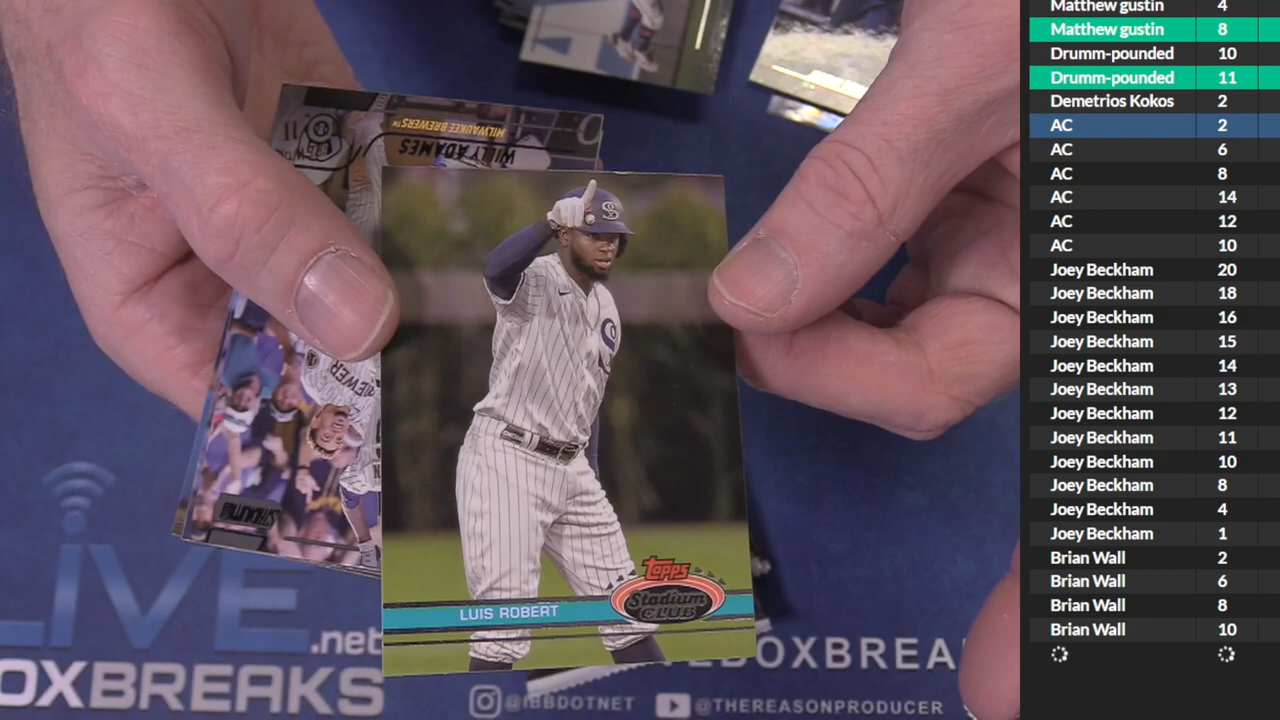 MILWAUKEE BREWERS™
WILLY ADAMES
LUIS ROBERT
Topps
Stadium
CLUB
LIVE
.net
OXBREAKS
OXBREA
@IBBDOTNET
@THEREASONPRODUCER
Matthew gustin 4
Matthew gustin 8
Drumm-pounded 10
Drumm-pounded 11
Demetrios Kokos 2
AC 2
AC 6
AC 8
AC 14
AC 12
AC 10
Joey Beckham 20
Joey Beckham 18
Joey Beckham 16
Joey Beckham 15
Joey Beckham 14
Joey Beckham 13
Joey Beckham 12
Joey Beckham 11
Joey Beckham 10
Joey Beckham 8
Joey Beckham 4
Joey Beckham 1
Brian Wall 2
Brian Wall 6
Brian Wall 8
Brian Wall 10